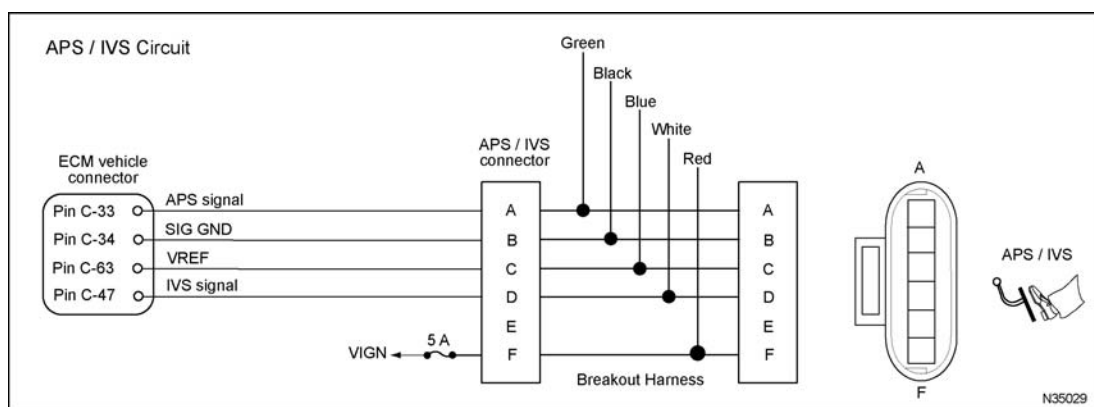 APS / IVS Circuit
Green
Black
Blue
White
Red
APS / IVS
connector
ECM vehicle
connector
Pin C-33
APS signal
Pin C-34
SIG GND
Pin C-63
VREF
Pin C-47
IVS signal
VIGN
5 A
A
B
C
D
E
F
Breakout Harness
A
B
C
D
E
F
A
F
APS / IVS
N35029